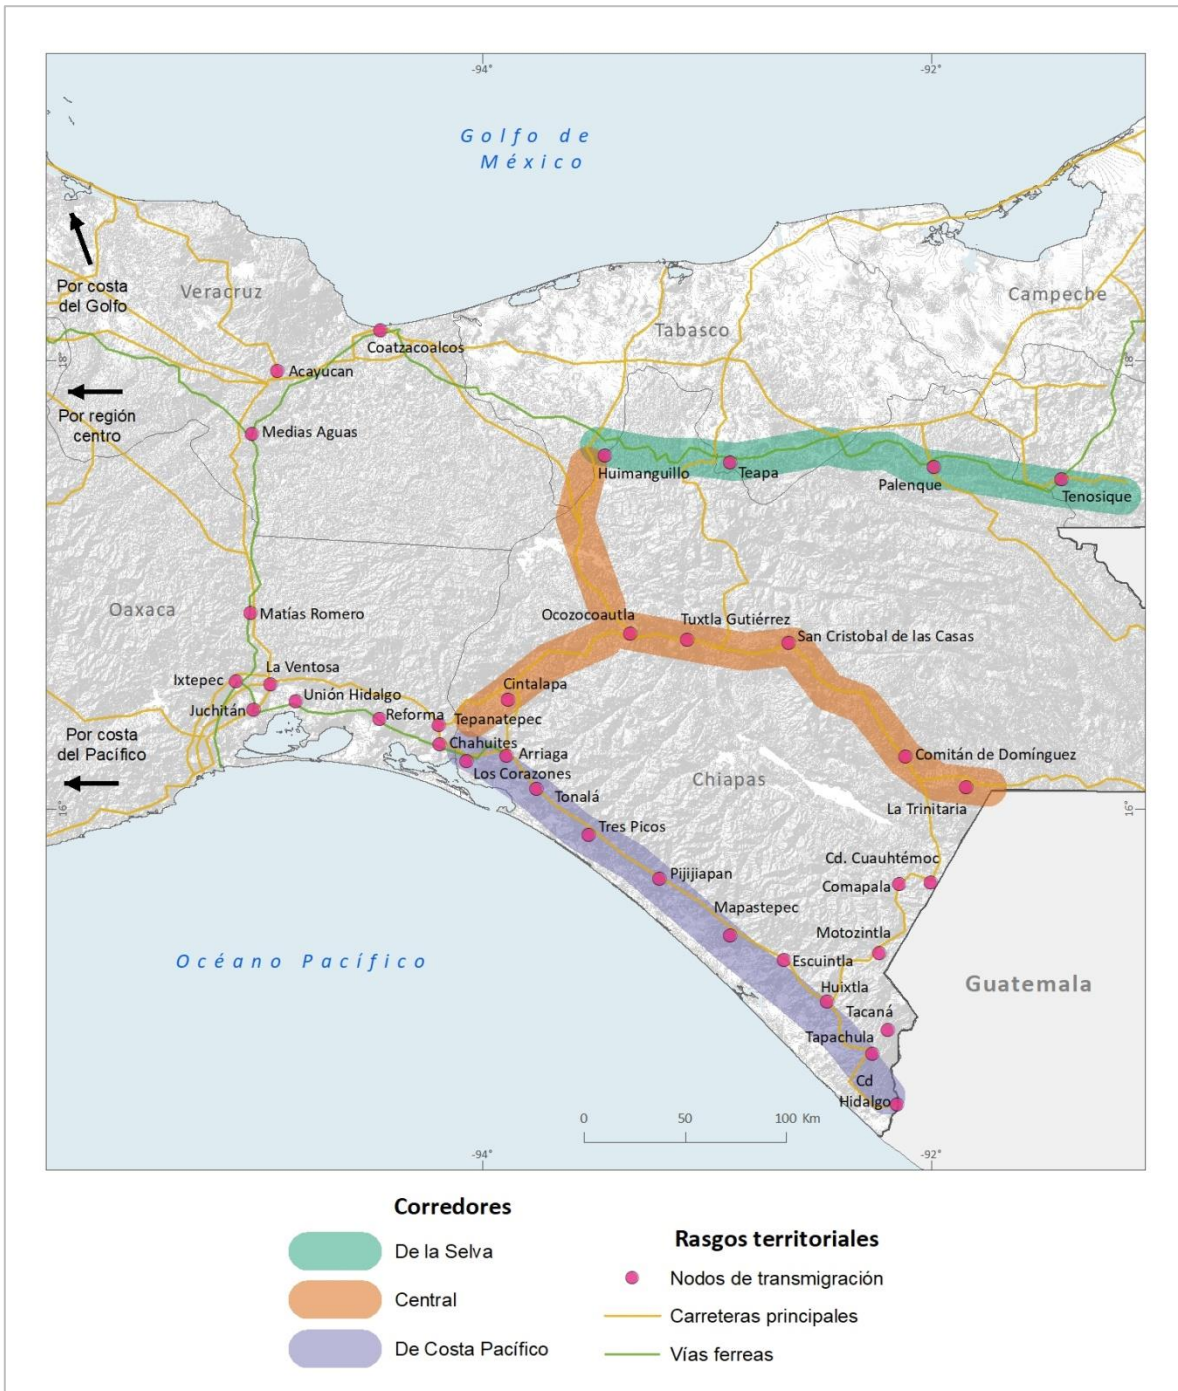 -94°
-92°
Golfo de
México
Por costa
del Golfo
Veracruz
Campeche
Tabasco
Coatzacoalcos
18°
18°
Acayucan
Por región
centro
Medias Aguas
Huimanguillo
Teapa
Palenque
Tenosique
Oaxaca
Matías Romero
Ocozocoautla
Tuxtla Gutiérrez
San Cristobal de las Casas
Ixtepec
La Ventosa
Cintalapa
Unión Hidalgo
Juchitán
Reforma
Tepanatepec
Por costa
del Pacífico
Chahuites
Arriaga
Comitán de Domínguez
Los Corazones
Chiapas
Tonalá
La Trinitaria
16°
16°
Tres Picos
Cd. Cuauhtémoc
Pijijiapan
Comapala
Mapastepec
Motozintla
Océano Pacífico
Escuintla
Guatemala
Huixtla
Tacaná
Tapachula
Cd
Hidalgo
0 50 100 Km
-94°
-92°
Corredores
De la Selva
Central
De Costa Pacífico
Rasgos territoriales
Nodos de transmigración
Carreteras principales
Vías ferreas